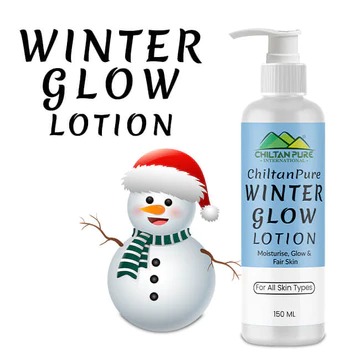 WINTER
GLOW
LOTION
CHILTAN PURE
INTERNATIONAL
ChiltanPure
WINTER
GLOW
LOTION
Moisturise, Glow &
Fair Skin
For All Skin Types
150 ML